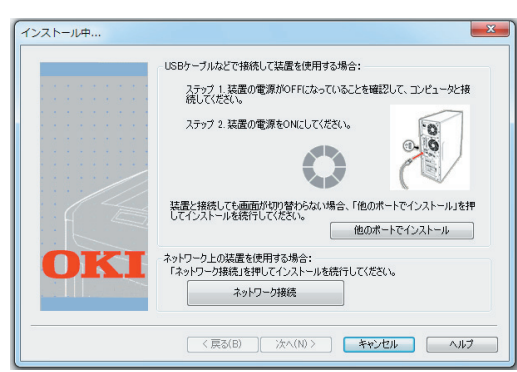 インストール中...
USBケーブルなどで接続して装置を使用する場合:
ステップ 1. 装置の電源がOFFになっていることを確認して、コンピュータと接
続してください。
ステップ 2. 装置の電源をONにしてください。
装置と接続しても画面が切り替わらない場合、「他のポートでインストール」を押
してインストールを続行してください。
他のポートでインストール
OKI
ネットワーク上の装置を使用する場合:
「ネットワーク接続」を押してインストールを続行してください。
ネットワーク接続
< 戻る(B)
次へ(N) >
キャンセル
ヘルプ